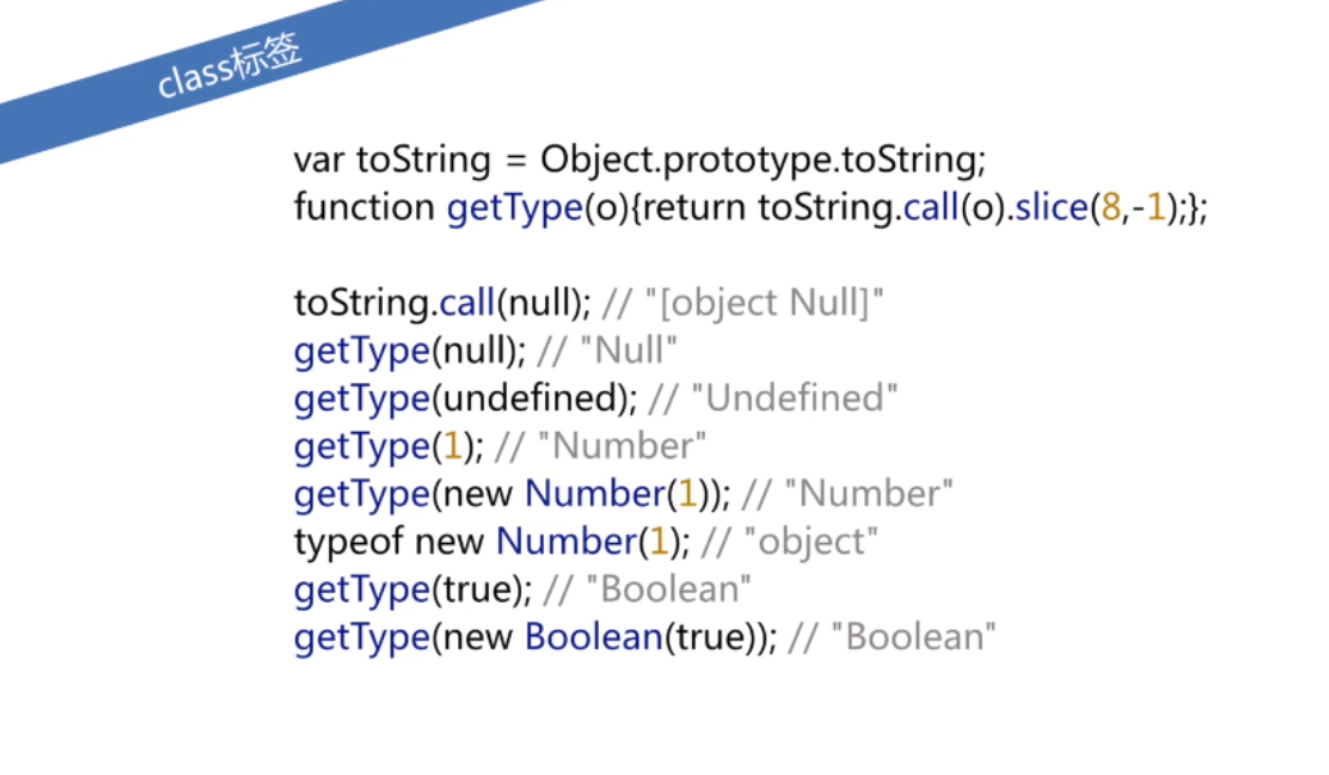 class标签
var toString = Object.prototype.toString;
function getType(o){return toString.call(o).slice(8,-1);};
toString.call(null); // "[object Null]"
getType(null); // "Null"
getType(undefined); // "Undefined"
getType(1); // "Number"
getType(new Number(1)); // "Number"
typeof new Number(1); // "object"
getType(true); // "Boolean"
getType(new Boolean(true)); // "Boolean"